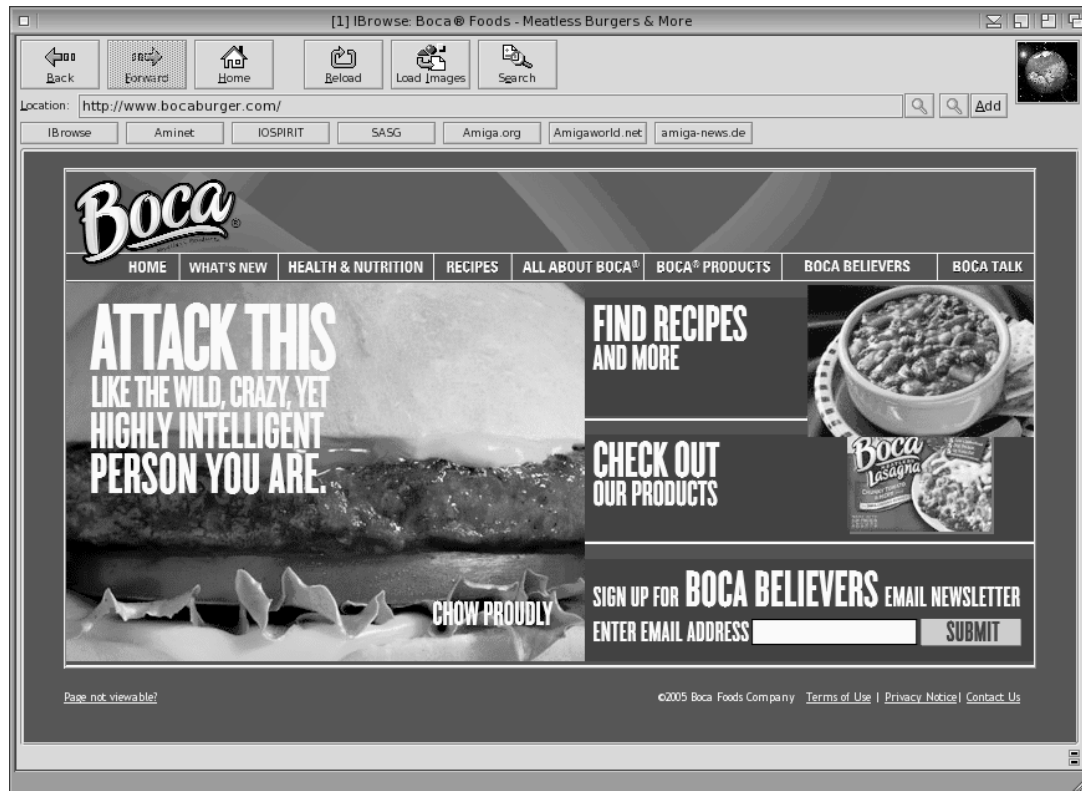 [1] IBrowse: Boca® Foods - Meatless Burgers & More
Back Forward Home Reload Load Images Search
Location: http://www.bocaburger.com/ Add
IBrowse Aminet IOSPIRIT SASG Amiga.org Amigaworld.net amiga-news.de
Boca®
HOME WHAT'S NEW HEALTH & NUTRITION RECIPES ALL ABOUT BOCA® BOCA® PRODUCTS BOCA BELIEVERS BOCA TALK
ATTACK THIS
LIKE THE WILD, CRAZY, YET
HIGHLY INTELLIGENT
PERSON YOU ARE.
CHOW PROUDLY
FIND RECIPES
AND MORE
CHECK OUT
OUR PRODUCTS
Boca
Lasagna
SIGN UP FOR BOCA BELIEVERS EMAIL NEWSLETTER
ENTER EMAIL ADDRESS SUBMIT
Page not viewable? ©2005 Boca Foods Company Terms of Use | Privacy Notice| Contact Us